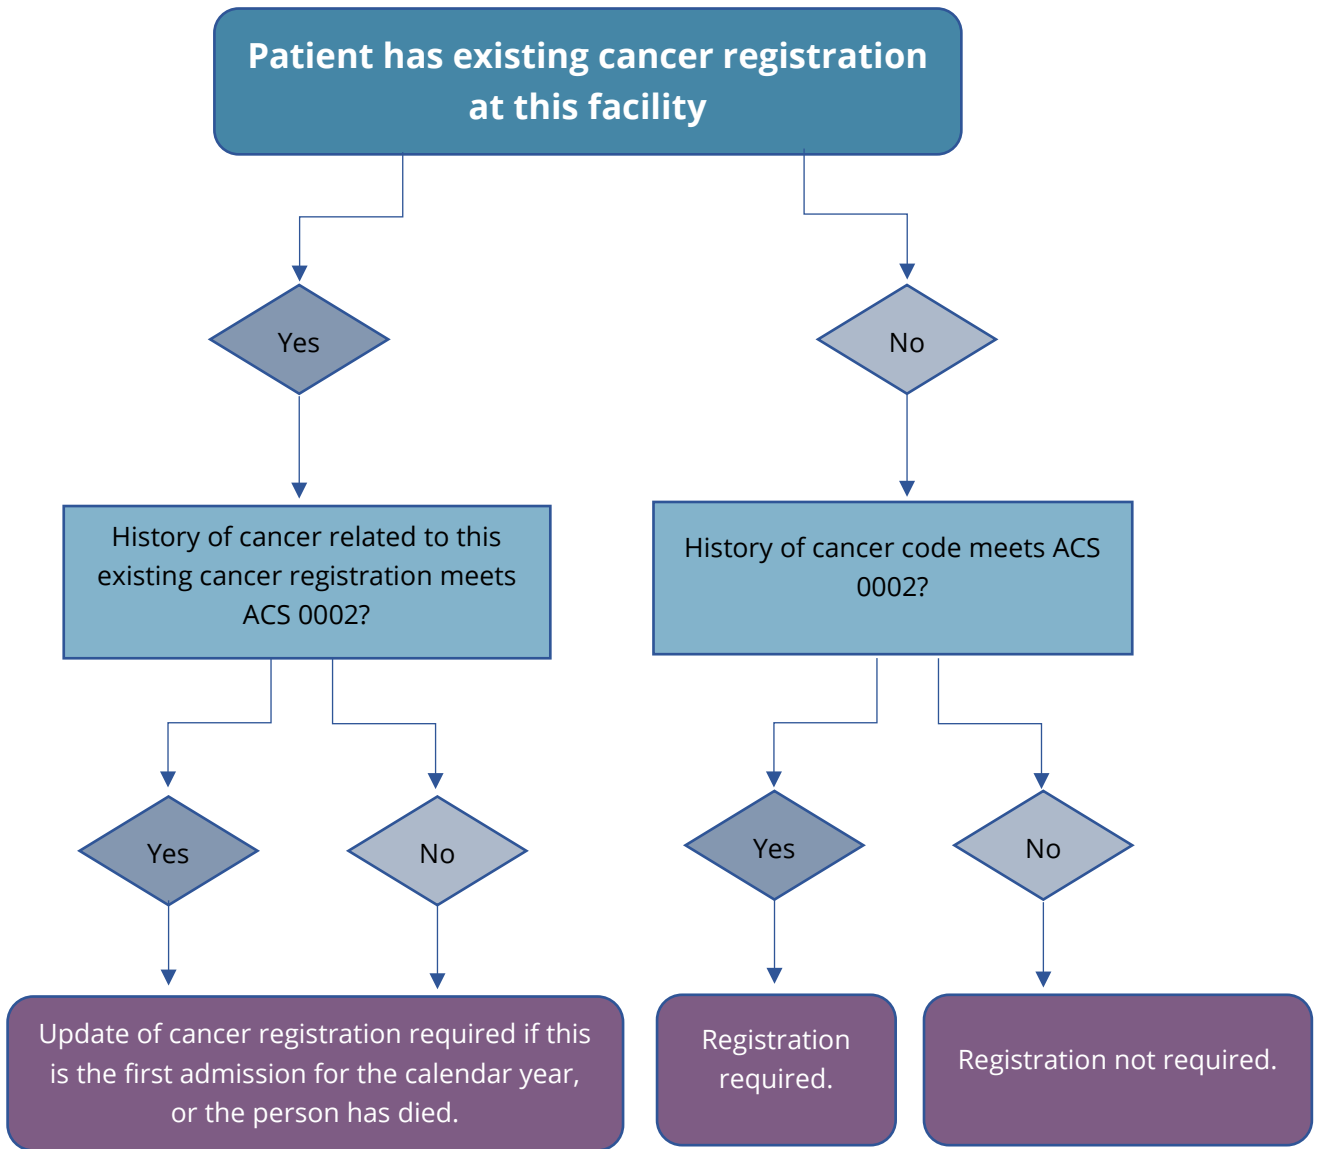 Patient has existing cancer registration
at this facility
Yes
No
History of cancer related to this
existing cancer registration meets
ACS 0002?
History of cancer code meets ACS
0002?
Yes
No
Yes
No
Update of cancer registration required if this
is the first admission for the calendar year,
or the person has died.
Registration
required.
Registration not required.